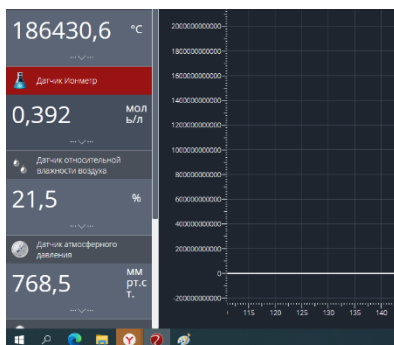 186430,6 °C
Датчик Ионметр
0,392 мол
ь/л
Датчик относительной
влажности воздуха
21,5 %
Датчик атмосферного
давления
768,5 мм
рт.с
т.
2000000000000
1800000000000
1600000000000
1400000000000
1200000000000
1000000000000
800000000000
600000000000
400000000000
200000000000
0
-200000000000
115 120 125 130 135 140